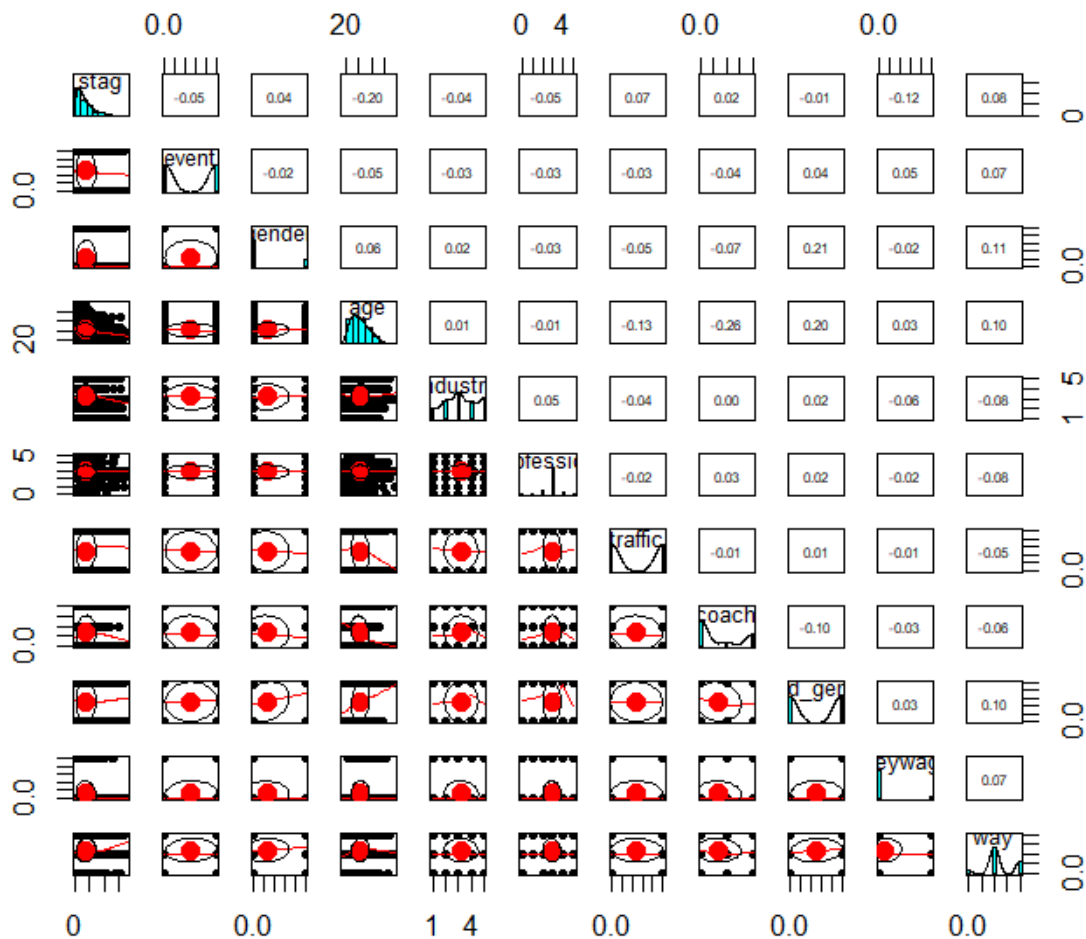 0.0 20 0 4 0.0 0.0
stag -0.05 0.04 -0.20 -0.04 -0.05 0.07 0.02 -0.01 -0.12 0.08 0
0.0 event -0.02 -0.05 -0.03 -0.03 -0.03 -0.04 0.04 0.05 0.07
ende 0.06 0.02 -0.03 -0.05 -0.07 0.21 -0.02 0.11 0.0
20 age 0.01 -0.01 -0.13 -0.26 0.20 0.03 0.10
dustr 0.05 -0.04 0.00 0.02 -0.06 -0.08 1 5
0 5 ofessio -0.02 0.03 0.02 -0.02 -0.08
traffic -0.01 0.01 -0.01 -0.05 0.0
0.0 coach -0.10 -0.03 -0.06
d_gen 0.03 0.10 0.0
0.0 eywag 0.07
way 0.0
0 0.0 1 4 0.0 0.0 0.0